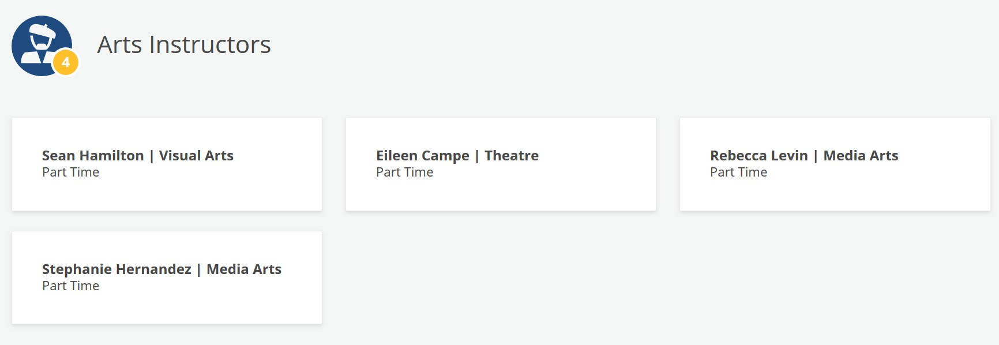 4
Arts Instructors
Sean Hamilton | Visual Arts
Part Time
Eileen Campe | Theatre
Part Time
Rebecca Levin | Media Arts
Part Time
Stephanie Hernandez | Media Arts
Part Time